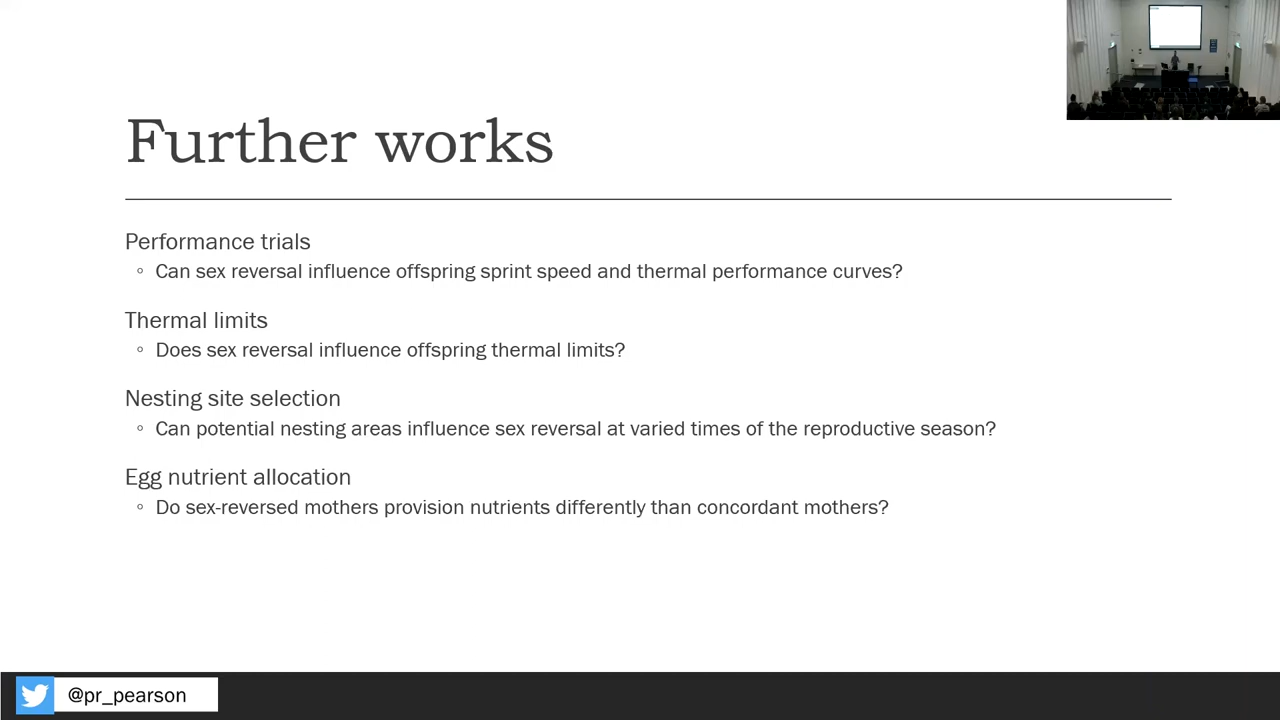 Further works
Performance trials
◦ Can sex reversal influence offspring sprint speed and thermal performance curves?
Thermal limits
◦ Does sex reversal influence offspring thermal limits?
Nesting site selection
◦ Can potential nesting areas influence sex reversal at varied times of the reproductive season?
Egg nutrient allocation
◦ Do sex-reversed mothers provision nutrients differently than concordant mothers?
@pr_pearson